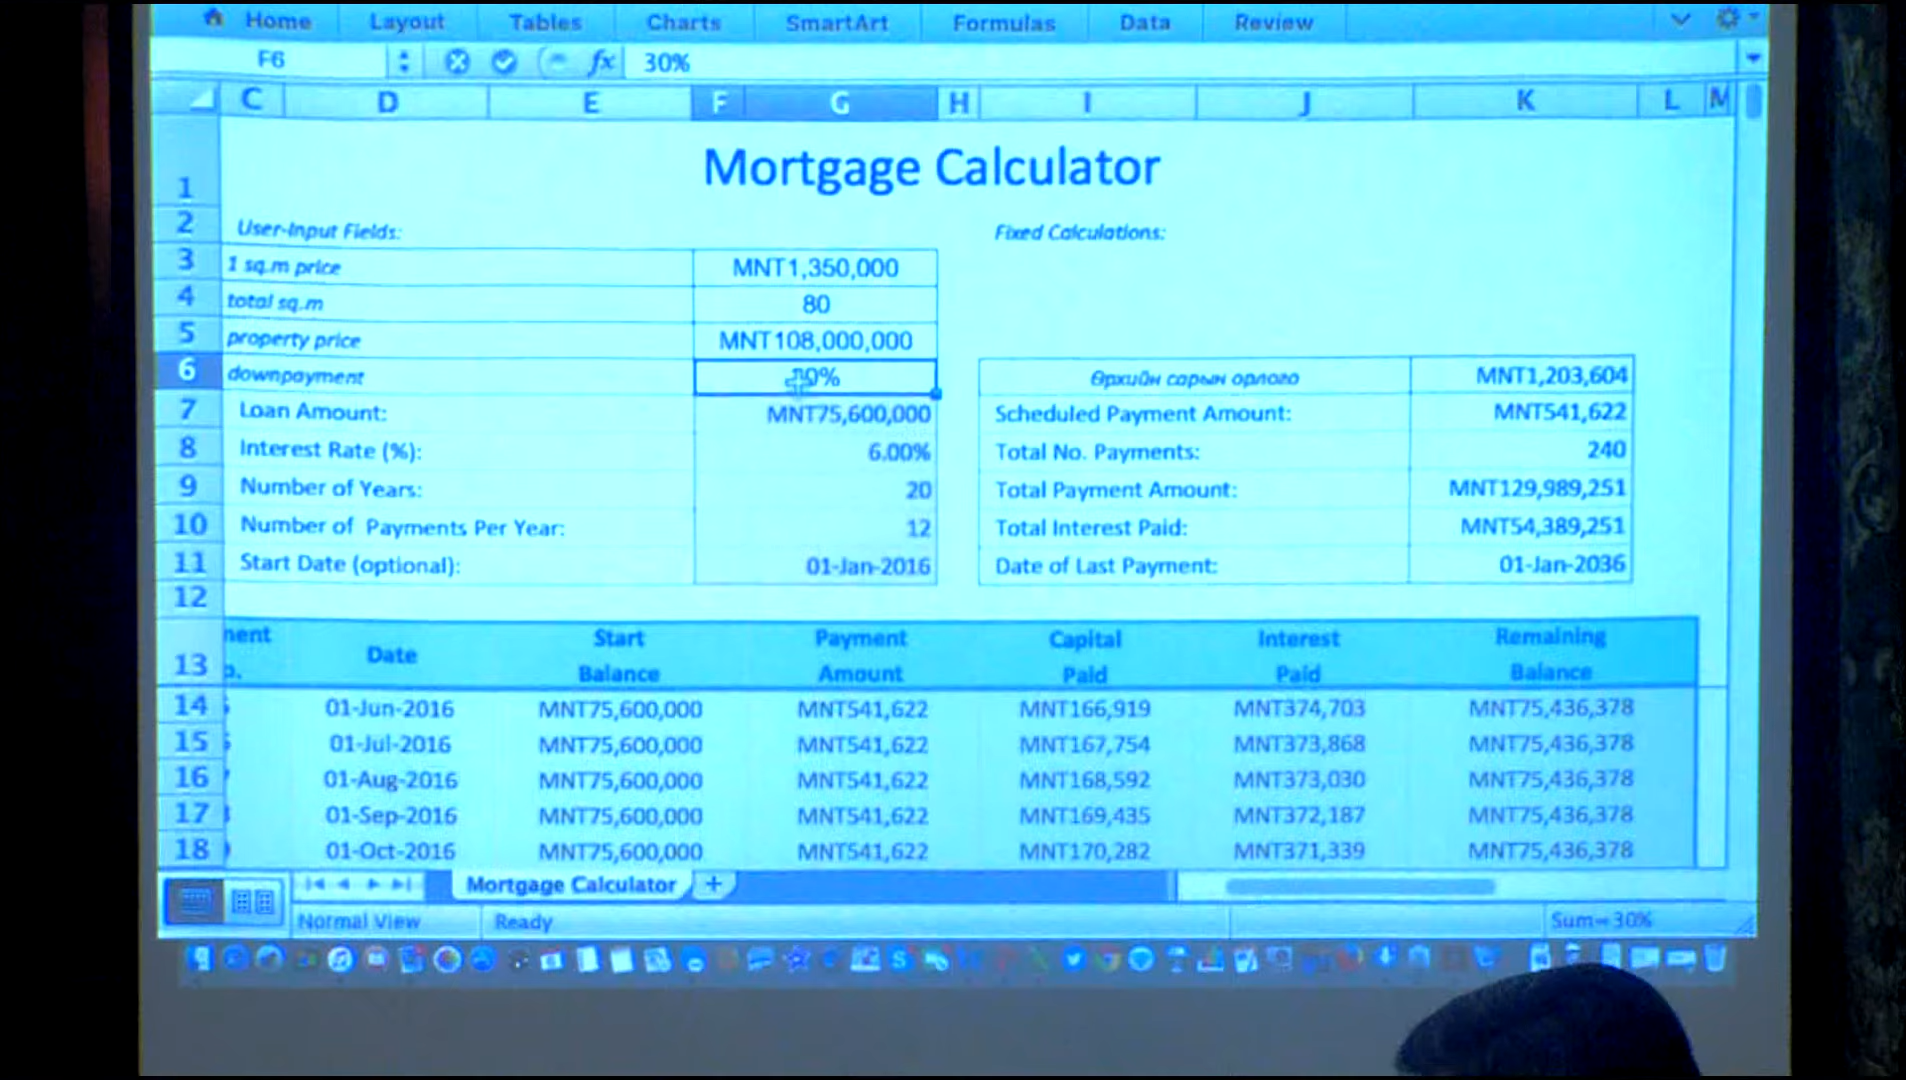 Home Layout Tables Charts SmartArt Formulas Data Review
F6 fx 30%
C D E F G H I J K L M
1 Mortgage Calculator
2 User-Input Fields: Fixed Calculations:
3 1 sq.m price MNT1,350,000
4 total sq.m 80
5 property price MNT108,000,000
6 downpayment Өрхийн сарын орлого MNT1,203,604
7 Loan Amount: MNT75,600,000 Scheduled Payment Amount: MNT541,622
8 Interest Rate (%): 6.00% Total No. Payments: 240
9 Number of Years: 20 Total Payment Amount: MNT129,989,251
10 Number of Payments Per Year: 12 Total Interest Paid: MNT54,389,251
11 Start Date (optional): 01-Jan-2016 Date of Last Payment: 01-Jan-2036
12
Start Payment Capital Interest Remaining
13 Date Balance Amount Paid Paid Balance
14 01-Jun-2016 MNT75,600,000 MNT541,622 MNT166,919 MNT374,703 MNT75,436,378
15 01-Jul-2016 MNT75,600,000 MNT541,622 MNT167,754 MNT373,868 MNT75,436,378
16 01-Aug-2016 MNT75,600,000 MNT541,622 MNT168,592 MNT373,030 MNT75,436,378
17 01-Sep-2016 MNT75,600,000 MNT541,622 MNT169,435 MNT372,187 MNT75,436,378
18 01-Oct-2016 MNT75,600,000 MNT541,622 MNT170,282 MNT371,339 MNT75,436,378
Mortgage Calculator +
Normal View Ready Sum=30%